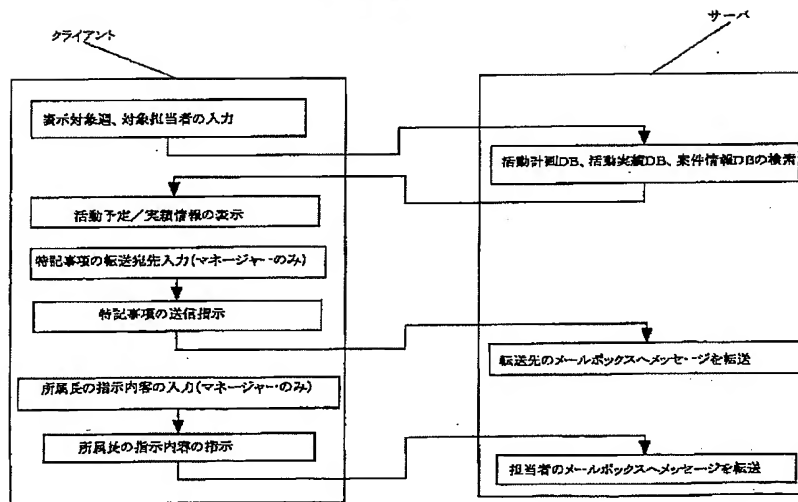 クライアント
サーバ
表示対象週、対象担当者の入力
活動計画DB、活動実績DB、案件情報DBの検索
活動予定/実績情報の表示
特記事項の転送宛先入力(マネージャーのみ)
特記事項の送信指示
転送先のメールボックスへメッセージを転送
所属長の指示内容の入力(マネージャーのみ)
所属長の指示内容の指示
担当者のメールボックスへメッセージを転送